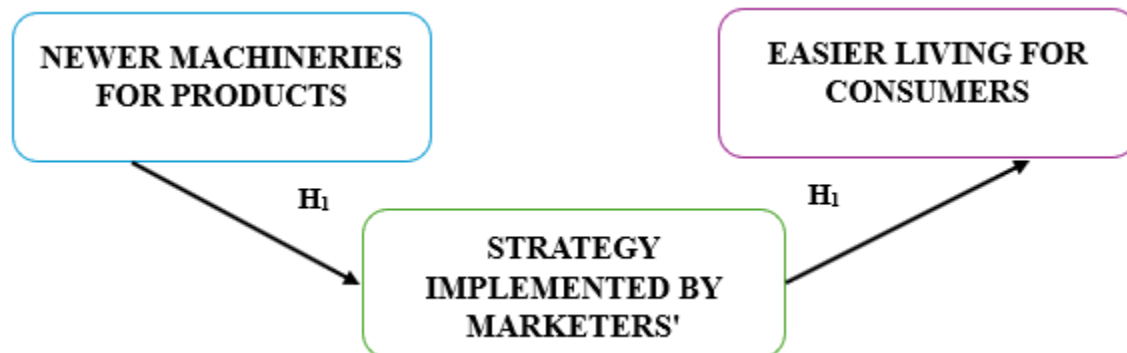 NEWER MACHINERIES
FOR PRODUCTS
EASIER LIVING FOR
CONSUMERS
H₁
H₁
STRATEGY
IMPLEMENTED BY
MARKETERS'